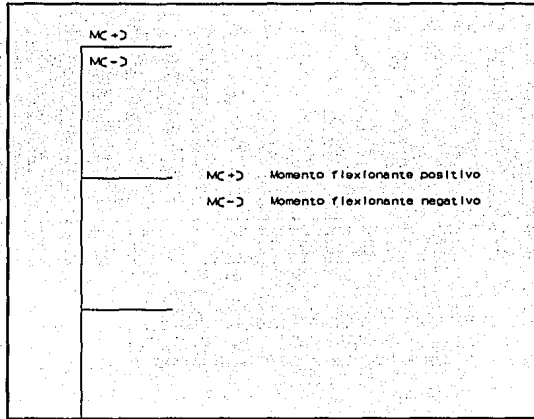 MC+)
MC-)
MC+) Momento flexionante positivo
MC-) Momento flexionante negativo